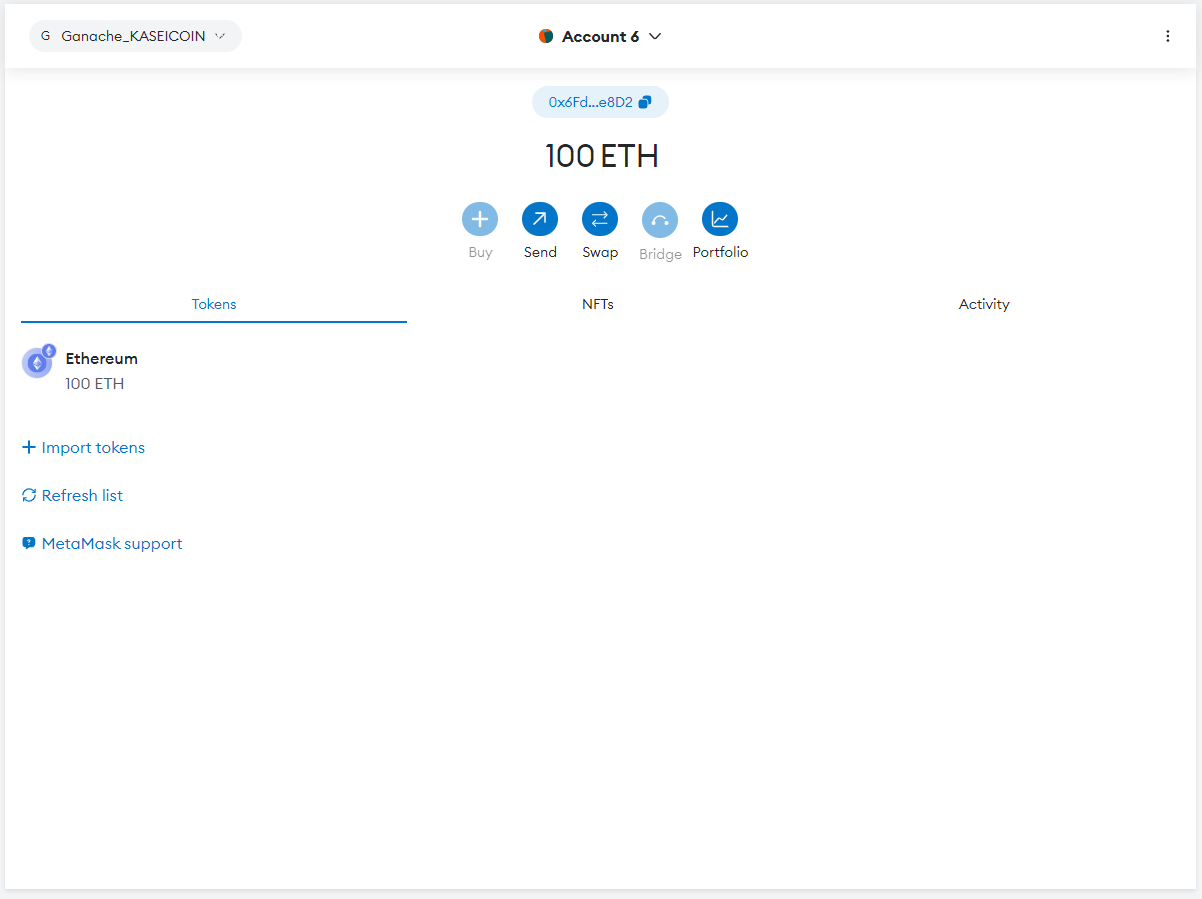 G Ganache_KASEICOIN
Account 6
0x6Fd...e8D2
100 ETH
Buy Send Swap Bridge Portfolio
Tokens NFTs Activity
Ethereum
100 ETH
Import tokens
Refresh list
MetaMask support